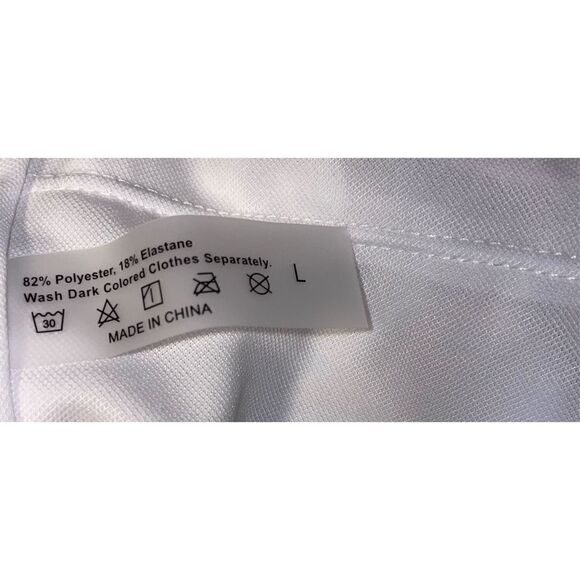 82% Polyester, 18% Elastane
Wash Dark Colored Clothes Separately.
30 L
MADE IN CHINA